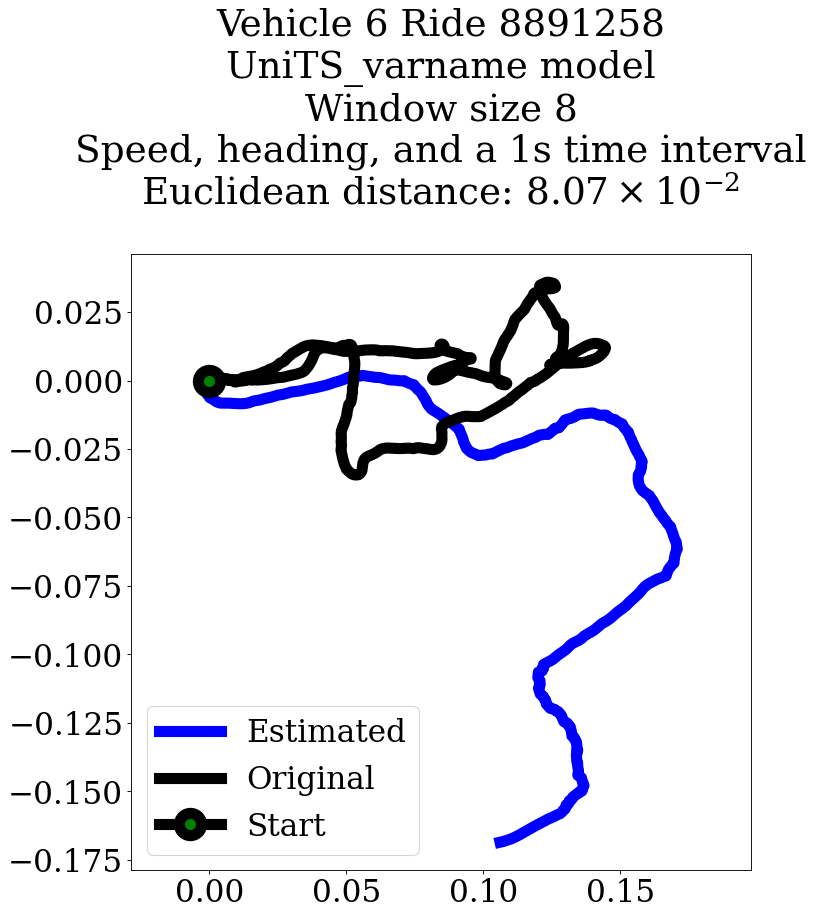 Vehicle 6 Ride 8891258
UniTS_varname model
Window size 8
Speed, heading, and a 1s time interval
Euclidean distance: 8.07 × 10⁻²
0.025
0.000
−0.025
−0.050
−0.075
−0.100
−0.125
−0.150
−0.175
Estimated
Original
Start
0.00 0.05 0.10 0.15